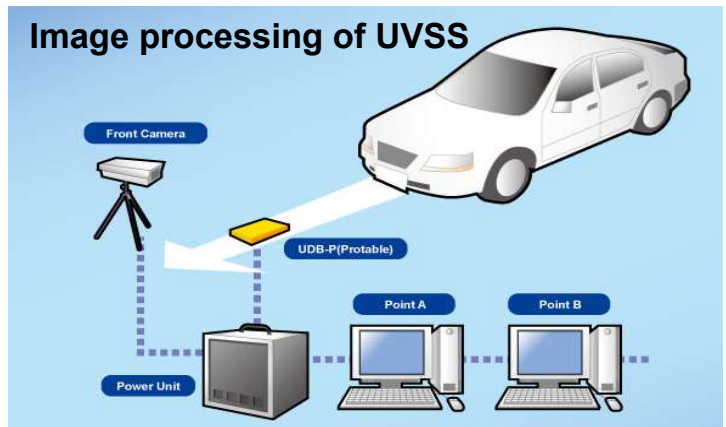 Image processing of UVSS
Front Camera
UDB-P(Protable)
Point A
Point B
Power Unit